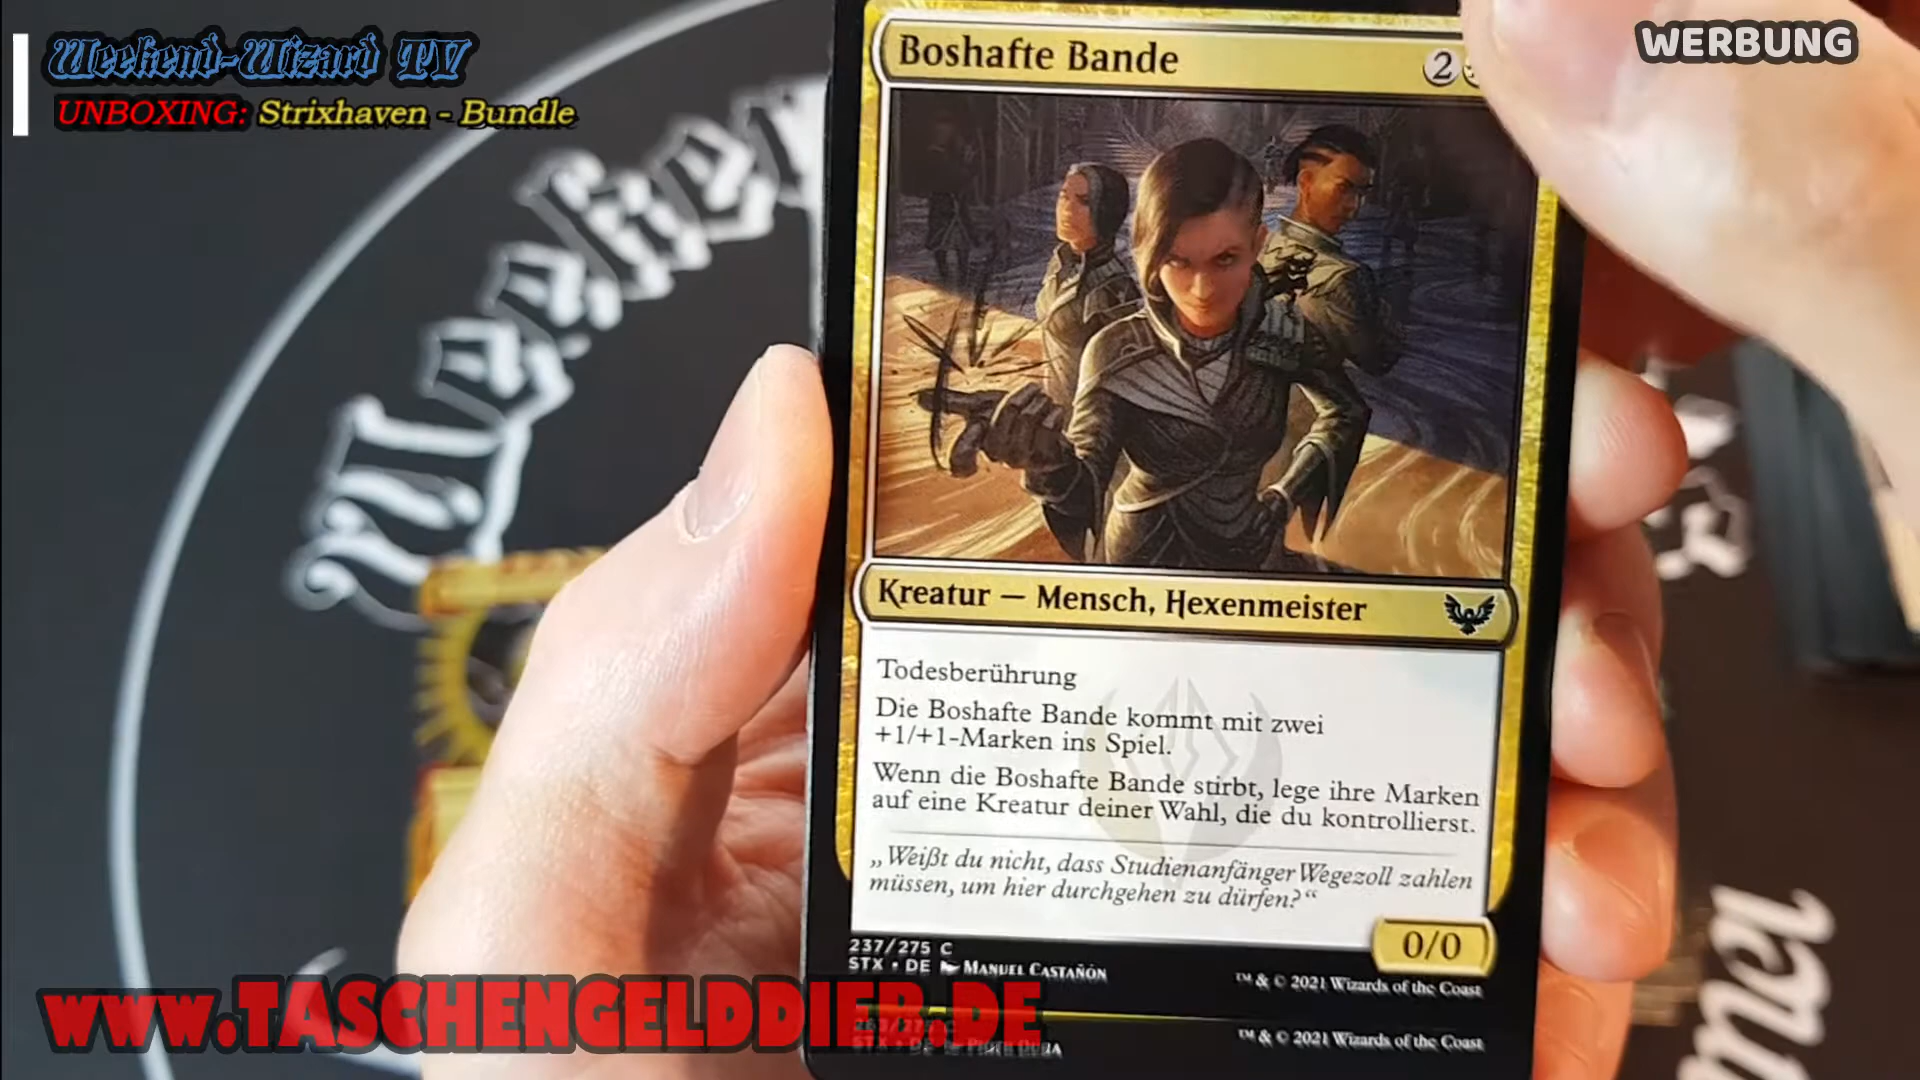 Weekend-Wizard TV
UNBOXING: Strixhaven - Bundle
WERBUNG
Boshafte Bande
2
Kreatur — Mensch, Hexenmeister
Todesberührung
Die Boshafte Bande kommt mit zwei
+1/+1-Marken ins Spiel.
Wenn die Boshafte Bande stirbt, lege ihre Marken
auf eine Kreatur deiner Wahl, die du kontrollierst.
„Weißt du nicht, dass Studienanfänger Wegezoll zahlen
müssen, um hier durchgehen zu dürfen?“
0/0
237/275 C
STX • DE Manuel Castañón
™ & © 2021 Wizards of the Coast
www.TASCHENGELDDIEB.DE
STX • DE
™ & © 2021 Wizards of the Coast